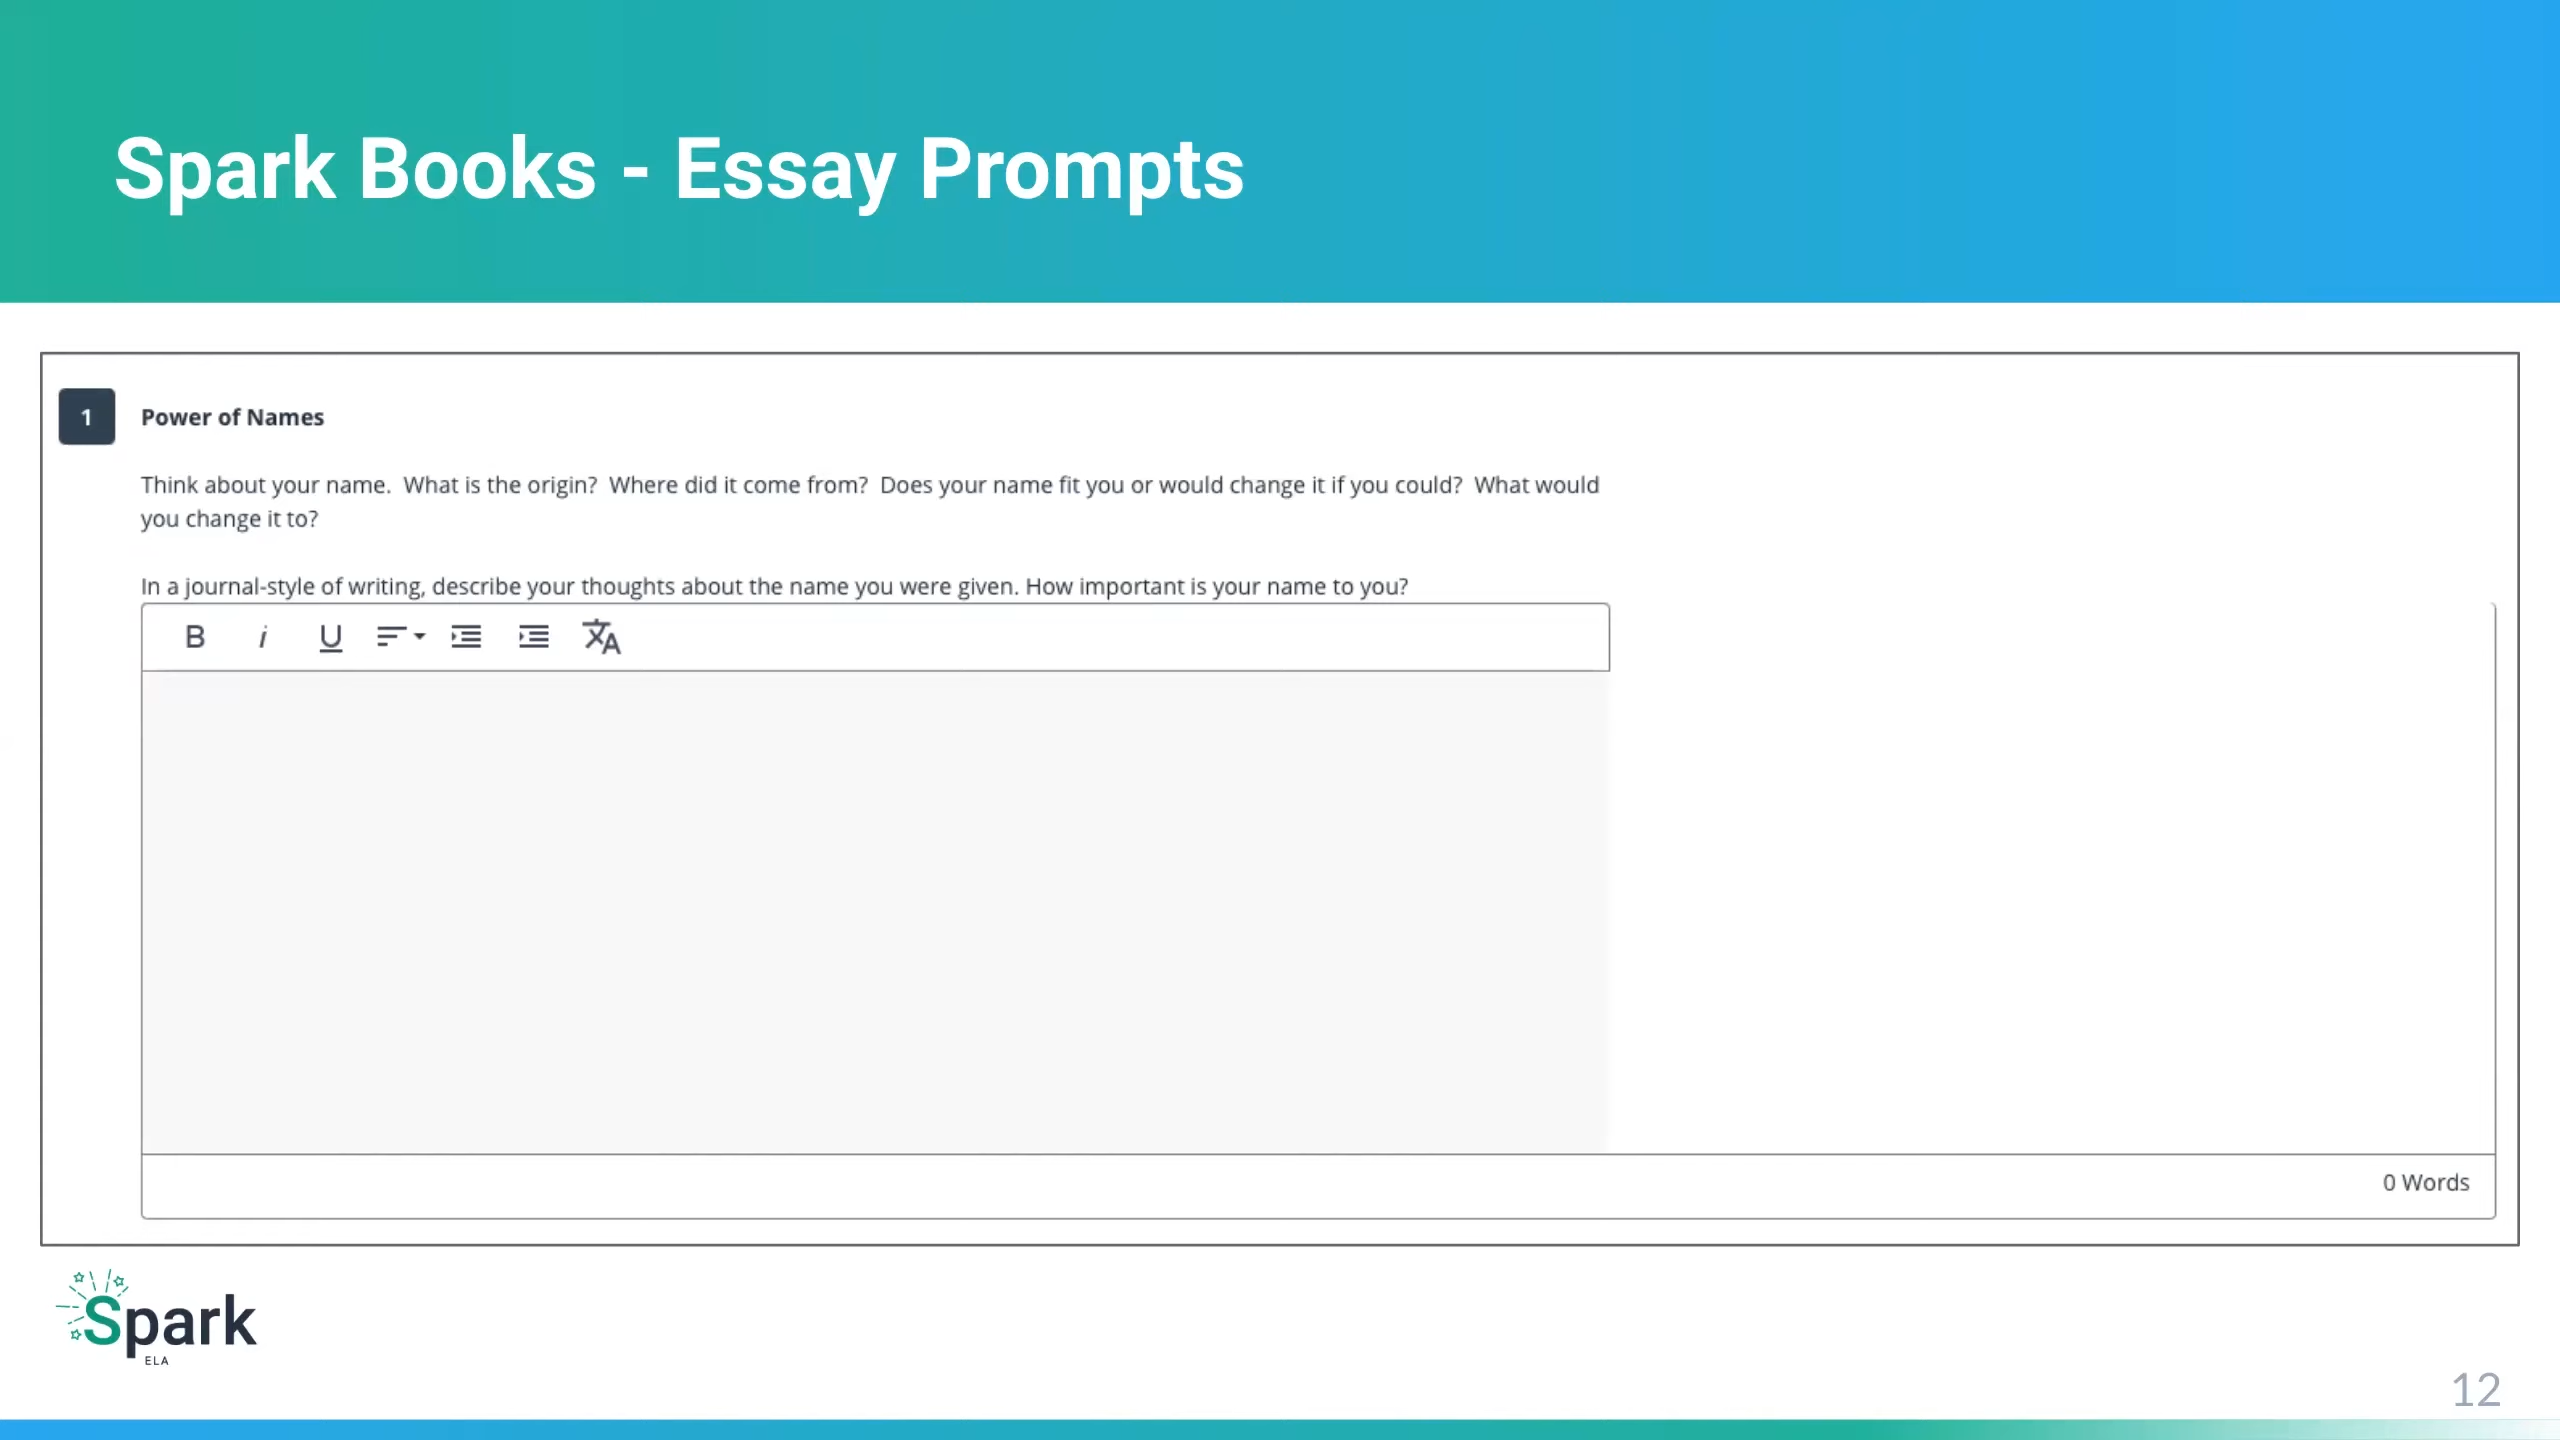 Spark Books - Essay Prompts
1
Power of Names
Think about your name.  What is the origin?  Where did it come from?  Does your name fit you or would change it if you could?  What would
you change it to?
In a journal-style of writing, describe your thoughts about the name you were given. How important is your name to you?
B i U
0 Words
Spark
ELA
12